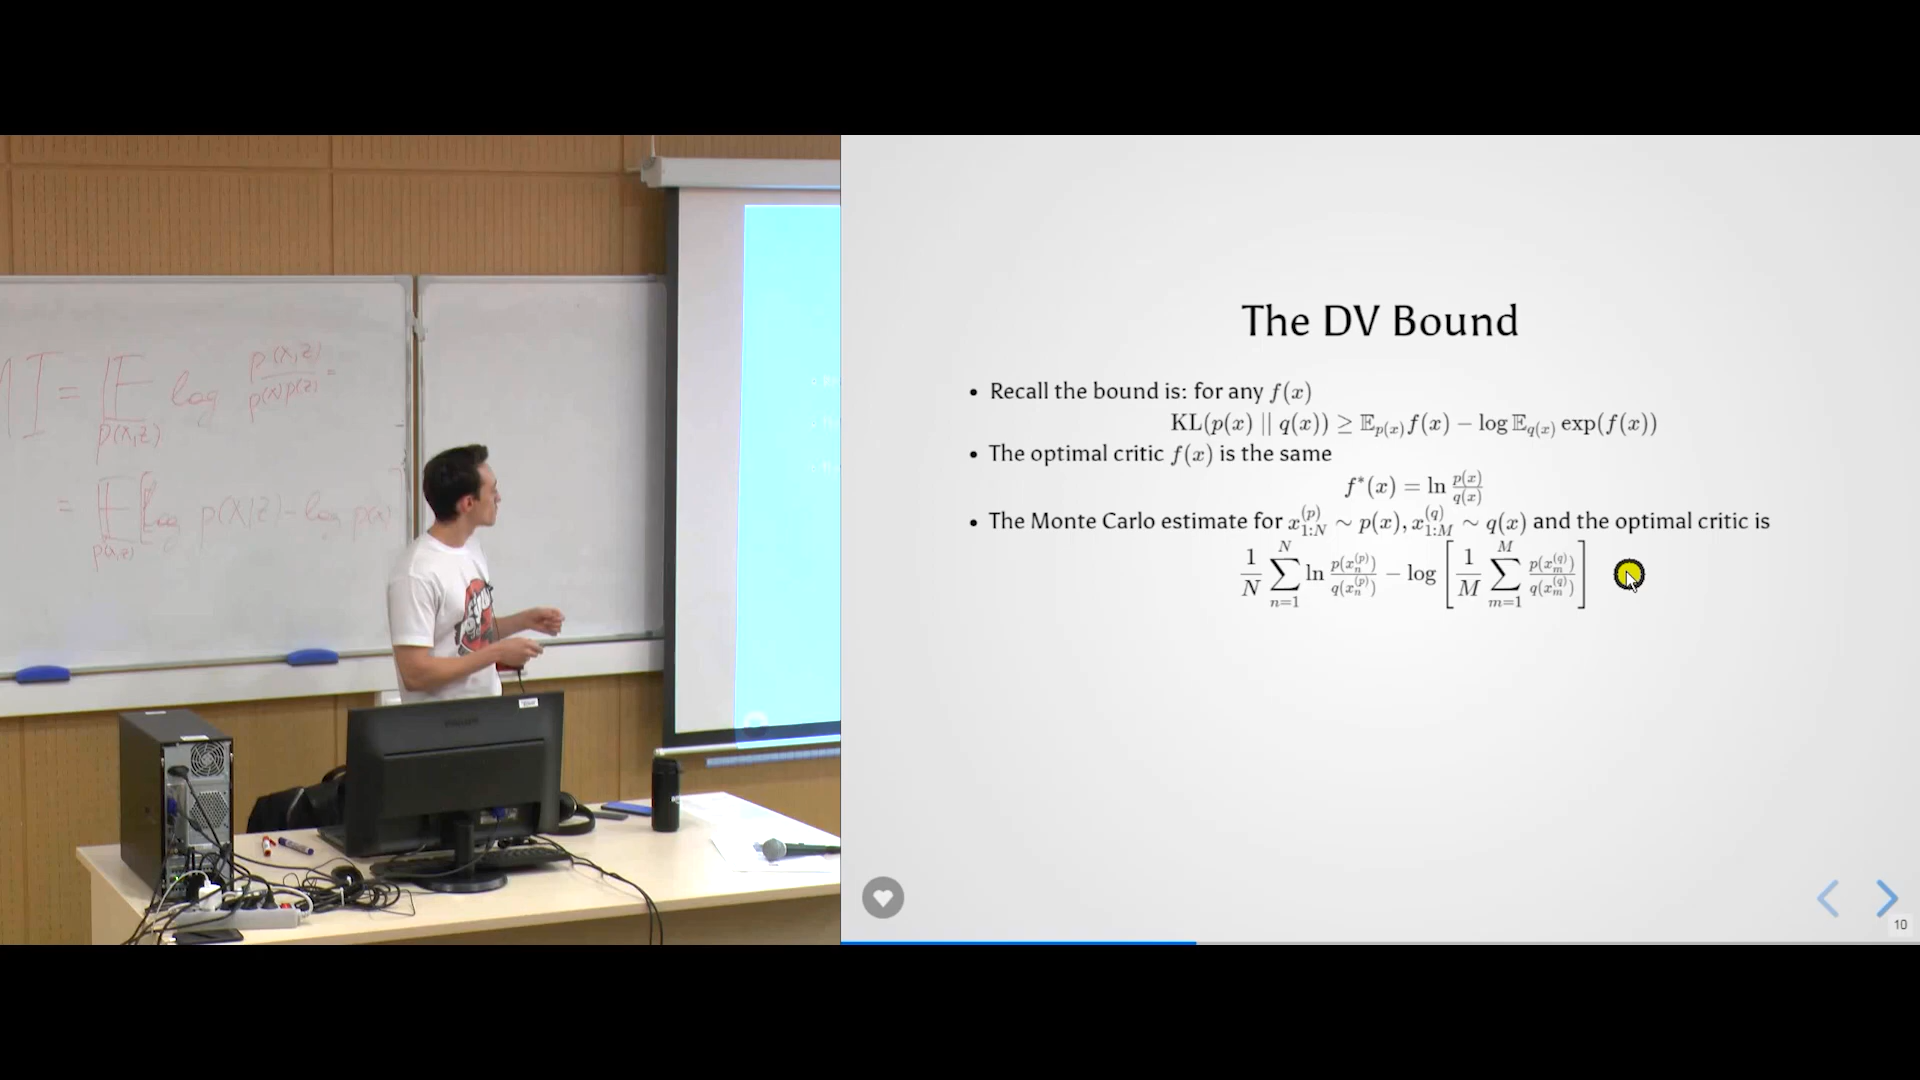 MI = E log p(x,z) =
p(x,z) p(x)p(z)
= E [log p(x|z) - log p(x)
p(x,z)
The DV Bound
• Recall the bound is: for any f(x)
KL(p(x) || q(x)) ≥ 𝔼_{p(x)} f(x) − log 𝔼_{q(x)} exp(f(x))
• The optimal critic f(x) is the same
f*(x) = ln p(x)/q(x)
• The Monte Carlo estimate for x_{1:N}^{(p)} ∼ p(x), x_{1:M}^{(q)} ∼ q(x) and the optimal critic is
1/N ∑_{n=1}^{N} ln p(x_n^{(p)})/q(x_n^{(p)}) − log [ 1/M ∑_{m=1}^{M} p(x_m^{(q)})/q(x_m^{(q)}) ]
10